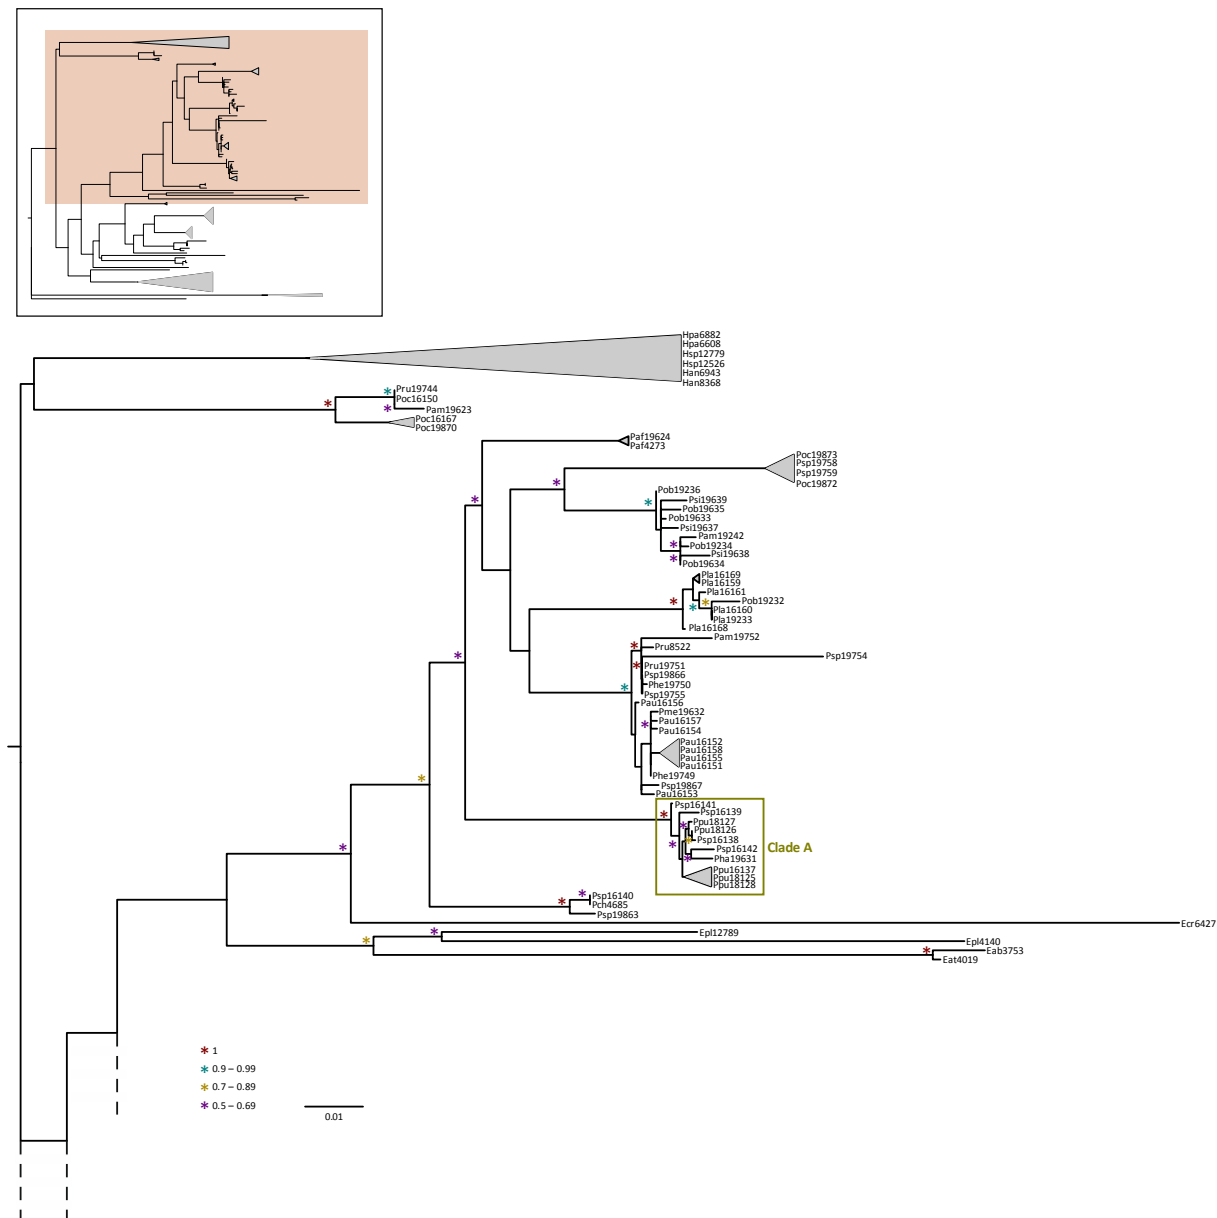 Hpa6882
Hpa6608
Hsp12779
Hsp12526
Han6943
Han8368
Pru19744
Poc16150
Pam19623
Poc16167
Poc19870
Paf19624
Paf4273
Poc19873
Psp19758
Psp19759
Poc19872
Pob19236
Psi19639
Pob19635
Pob19633
Psi19637
Pam19242
Pob19234
Psi19638
Pob19634
Pla16169
Pla16159
Pla16161
Pob19232
Pla16160
Pla19233
Pla16168
Pam19752
Pru8522
Psp19754
Pru19751
Psp19866
Phe19750
Psp19755
Pau16156
Pme19632
Pau16157
Pau16154
Pau16152
Pau16158
Pau16155
Pau16151
Phe19749
Psp19867
Pau16153
Psp16141
Psp16139
Ppu18127
Ppu18126
Psp16138
Psp16142
Clade A
Pha19631
Ppu16137
Ppu18125
Ppu18128
Psp16140
Pch4685
Psp19863
Ecr6427
Epl12789
Epl4140
Eab3753
Eat4019
* 1
* 0.9 – 0.99
* 0.7 – 0.89
* 0.5 – 0.69
0.01